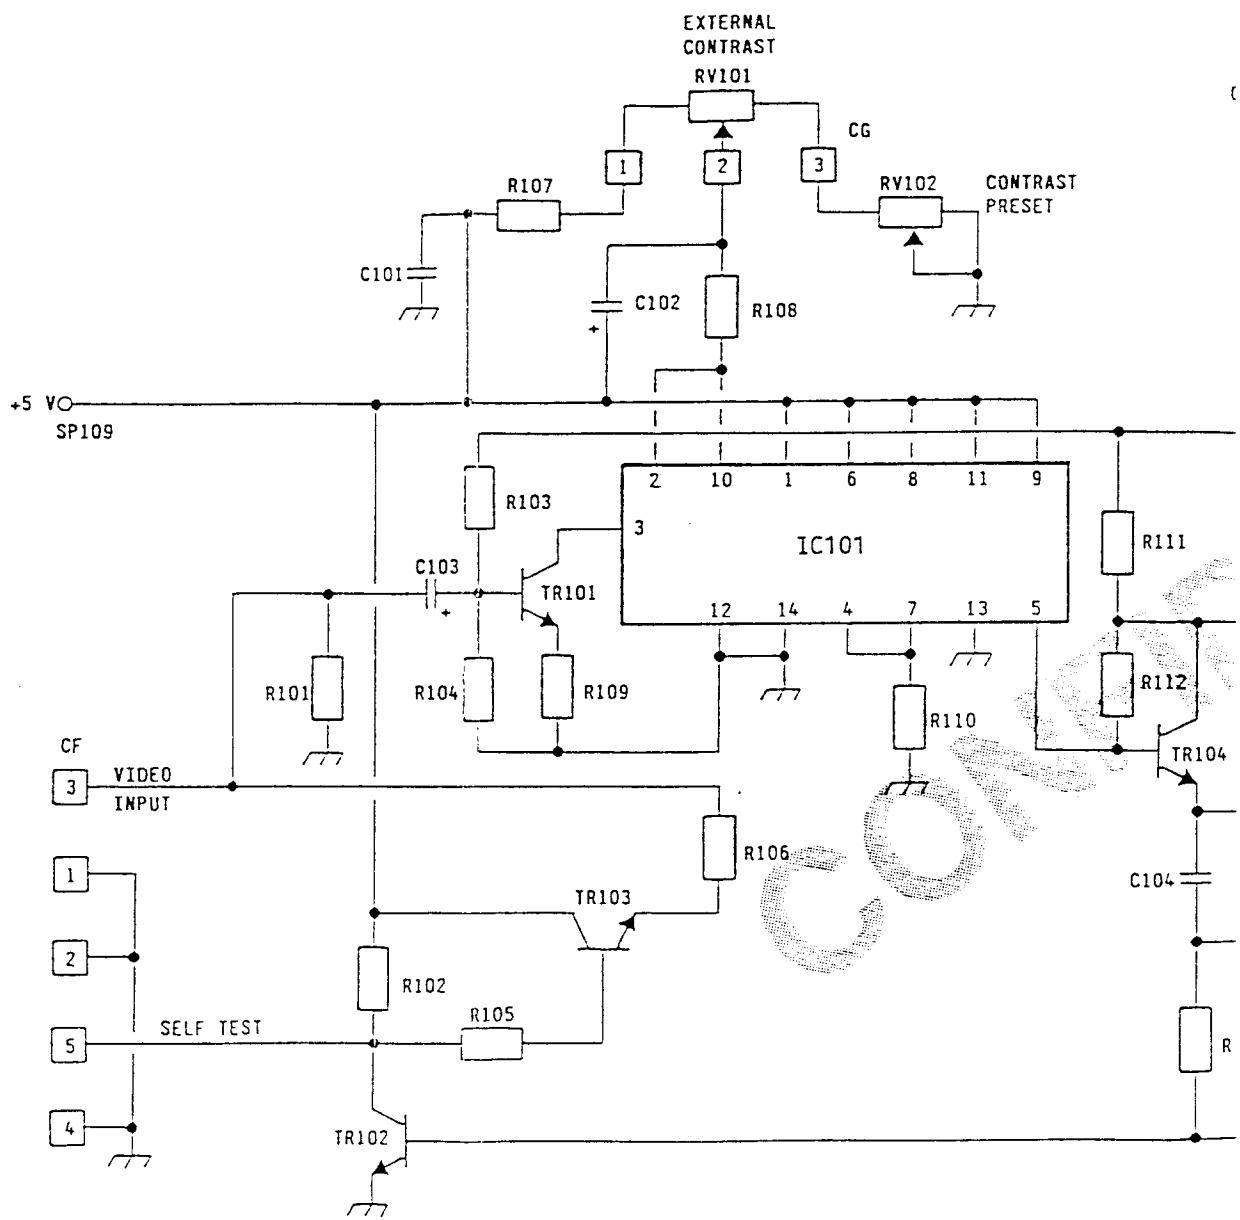 EXTERNAL
CONTRAST
RV101
CG
1
2
3
R107
RV102
CONTRAST
PRESET
C101
C102
+
R108
+5 V
SP109
2 10 1 6 8 11 9
R103
3
IC101
R111
C103
+
TR101
12 14 4 7 13 5
R101
R104
R109
R110
R112
TR104
CF
3
VIDEO
INPUT
R106
1
C104
TR103
2
R102
SELF TEST
R105
5
R
4
TR102